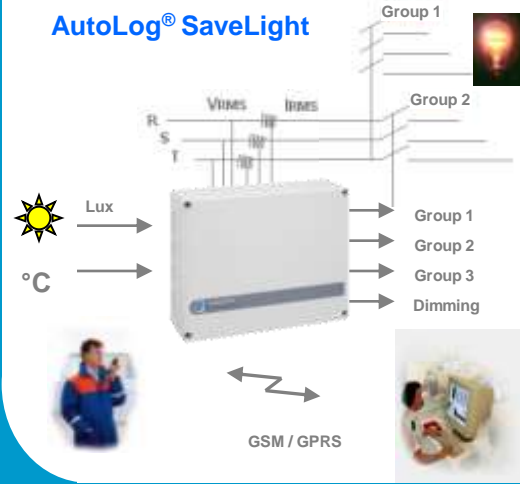 AutoLog® SaveLight
Group 1
Group 2
VRMS IRMS
R
S
T
Lux
°C
Group 1
Group 2
Group 3
Dimming
GSM / GPRS